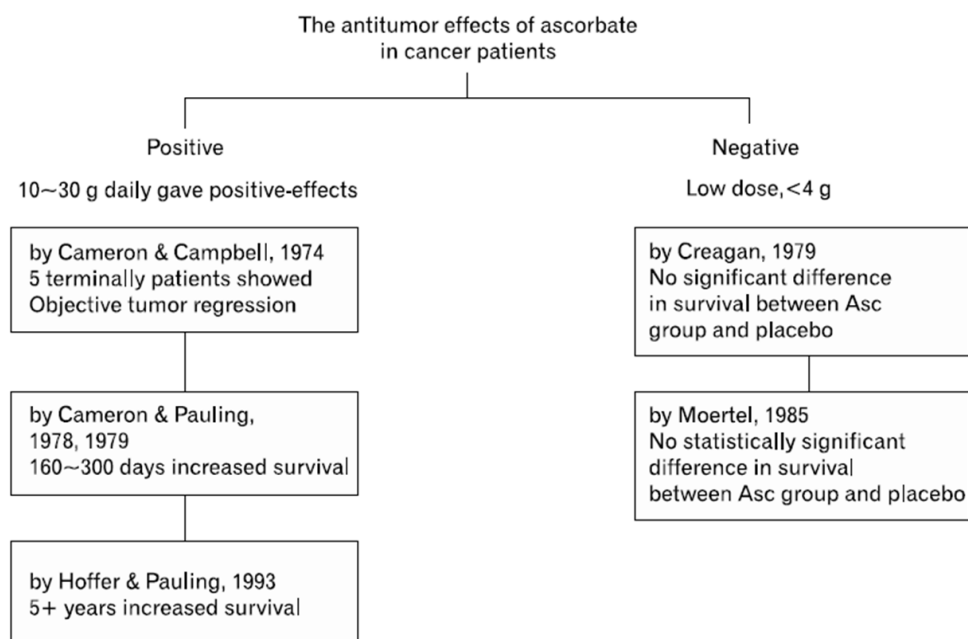 The antitumor effects of ascorbate
in cancer patients
Positive
10~30 g daily gave positive-effects
by Cameron & Campbell, 1974
5 terminally patients showed
Objective tumor regression
by Cameron & Pauling,
1978, 1979
160~300 days increased survival
by Hoffer & Pauling, 1993
5+ years increased survival
Negative
Low dose, <4 g
by Creagan, 1979
No significant difference
in survival between Asc
group and placebo
by Moertel, 1985
No statistically significant
difference in survival
between Asc group and placebo